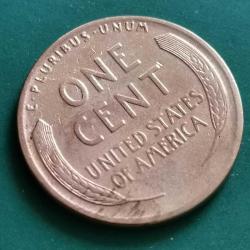 E·PLURIBUS·UNUM
ONE
CENT
UNITED STATES
OF AMERICA